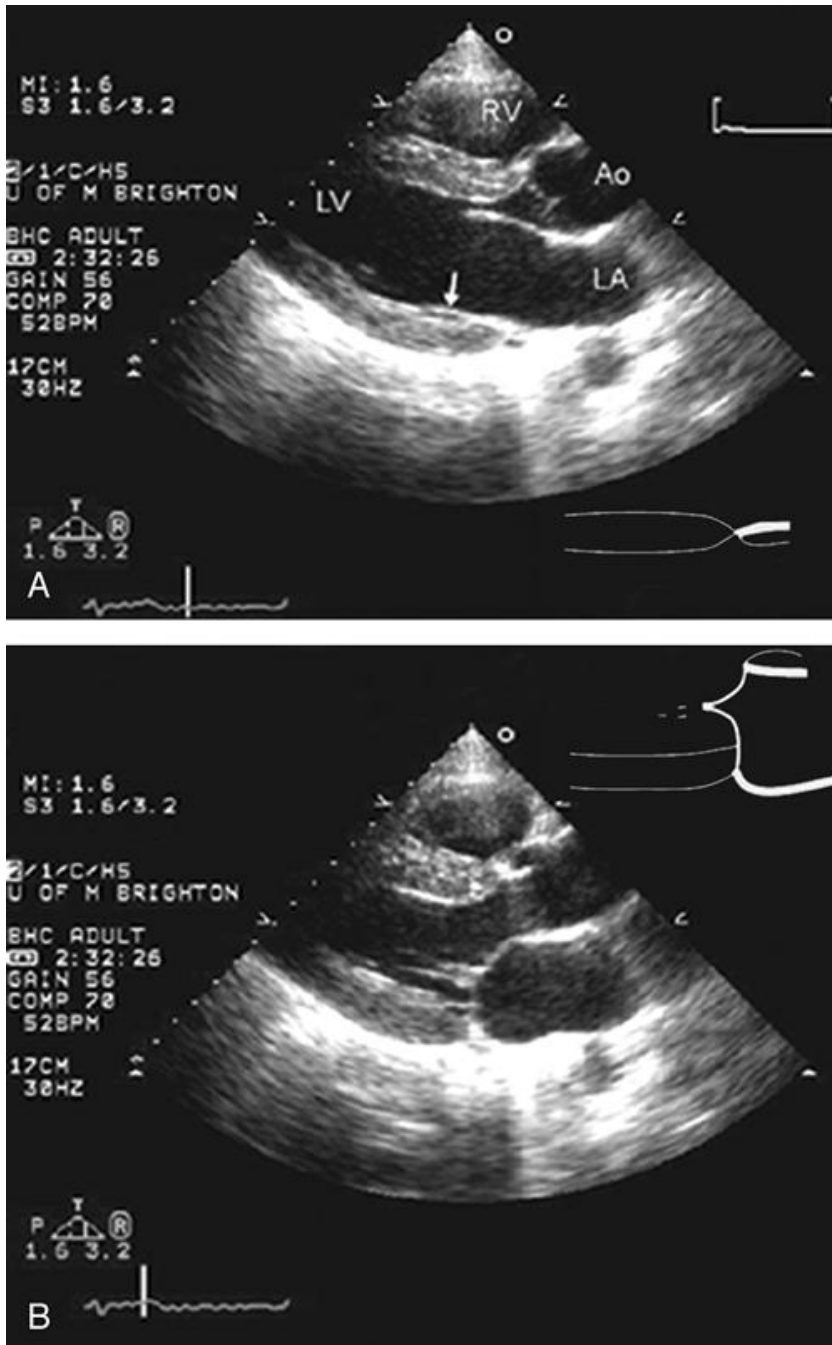 MI:1.6
S3 1.6/3.2
RV
Ao
/1/C/H5
U OF M BRIGHTON
LV
BHC ADULT
2:32:26
GAIN 56
COMP 70
52BPM
LA
17CM
30HZ
P T R
1.6 3.2
A
MI:1.6
S3 1.6/3.2
/1/C/H5
U OF M BRIGHTON
BHC ADULT
2:32:26
GAIN 56
COMP 70
52BPM
17CM
30HZ
P T R
1.6 3.2
B